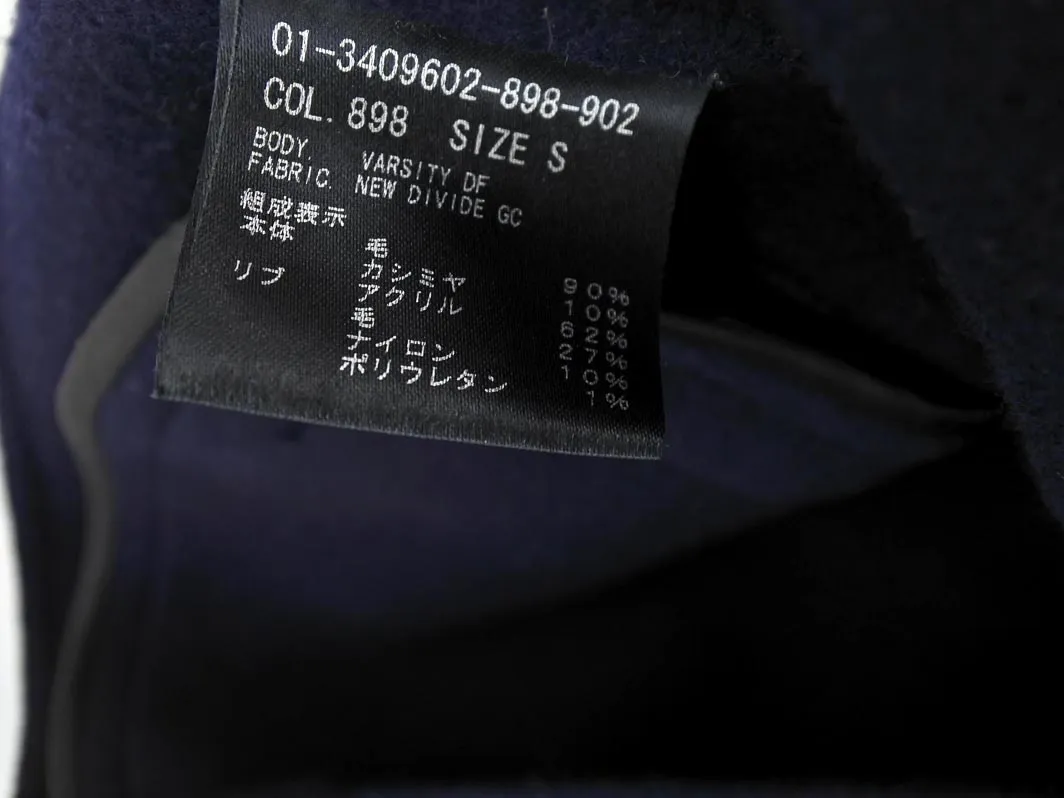 01-3409602-898-902
COL. 898 SIZE S
BODY. VARSITY DF
FABRIC. NEW DIVIDE GC
組成表示
本体 毛 90%
カシミヤ 10%
リブ アクリル 62%
毛 27%
ナイロン 10%
ポリウレタン 1%